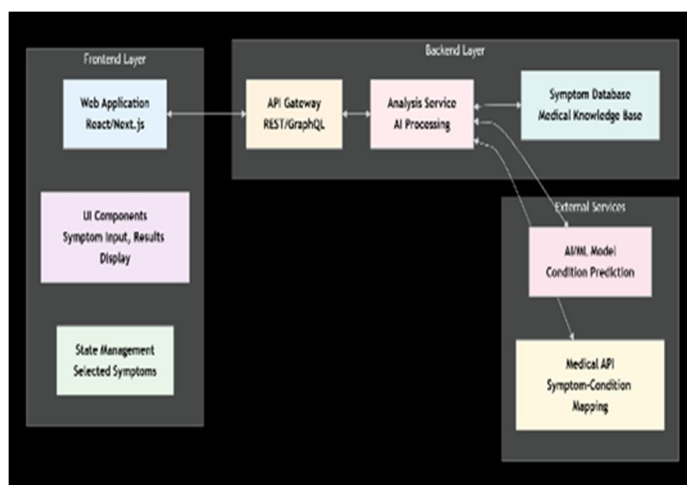 Frontend Layer
Web Application
React/Next.js
UI Components
Symptom Input, Results
Display
State Management
Selected Symptoms
Backend Layer
API Gateway
REST/GraphQL
Analysis Service
AI Processing
Symptom Database
Medical Knowledge Base
External Services
AI/ML Model
Condition Prediction
Medical API
Symptom-Condition
Mapping